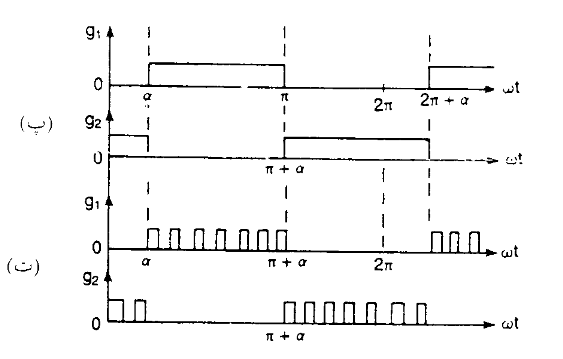 g₁
0 α π 2π 2π + α ωt
(پ)
g₂
0 π + α ωt
g₁
0 α π + α 2π ωt
(ت)
g₂
0 π + α ωt